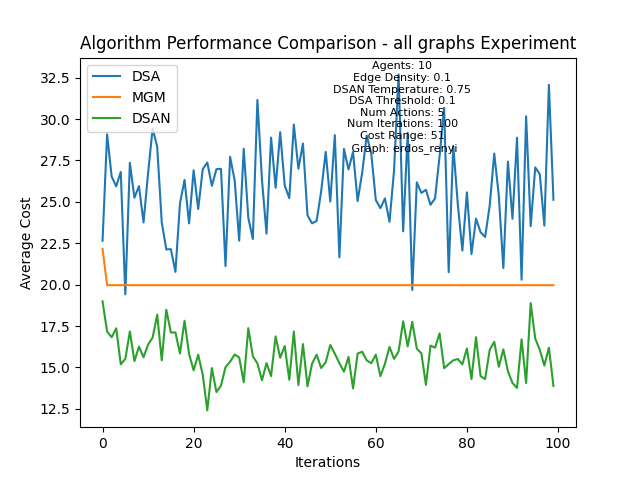 Algorithm Performance Comparison - all graphs Experiment
DSA
MGM
DSAN
Agents: 10
Edge Density: 0.1
DSAN Temperature: 0.75
DSA Threshold: 0.1
Num Actions: 5
Num Iterations: 100
Cost Range: 51
Graph: erdos_renyi
Average Cost
32.5
30.0
27.5
25.0
22.5
20.0
17.5
15.0
12.5
0
20
40
60
80
100
Iterations